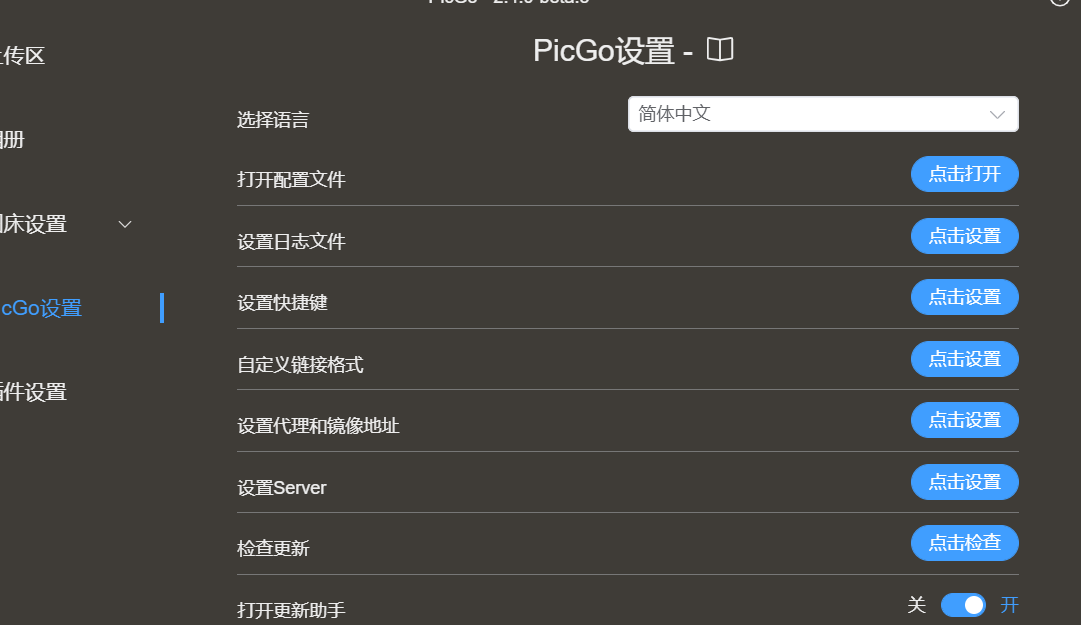 PicGo设置 -
传区
册
床设置
cGo设置
件设置
选择语言
简体中文
打开配置文件
点击打开
设置日志文件
点击设置
设置快捷键
点击设置
自定义链接格式
点击设置
设置代理和镜像地址
点击设置
设置Server
点击设置
检查更新
点击检查
打开更新助手
关
开